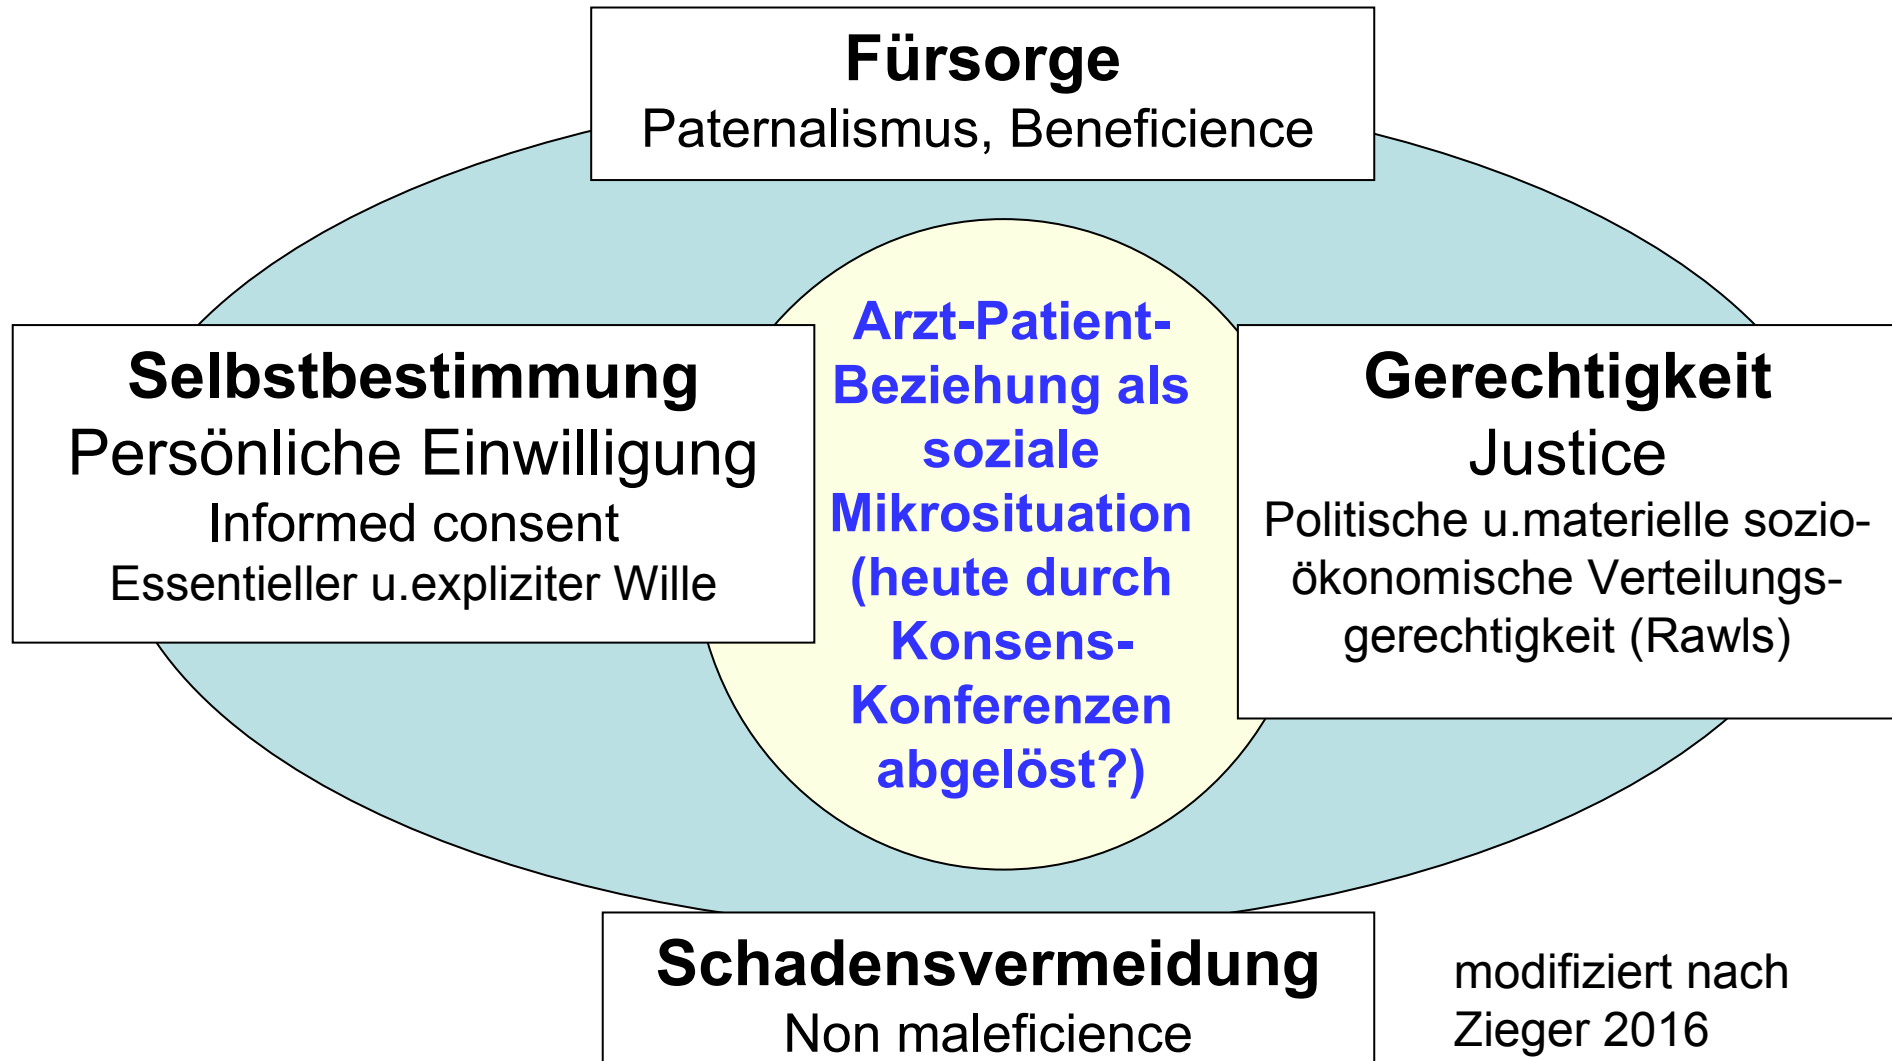 Fürsorge
Paternalismus, Beneficience
Selbstbestimmung
Persönliche Einwilligung
Informed consent
Essentieller u.expliziter Wille
Arzt-Patient-
Beziehung als
soziale
Mikrosituation
(heute durch
Konsens-
Konferenzen
abgelöst?)
Gerechtigkeit
Justice
Politische u.materielle sozio-
ökonomische Verteilungs-
gerechtigkeit (Rawls)
Schadensvermeidung
Non maleficience
modifiziert nach
Zieger 2016